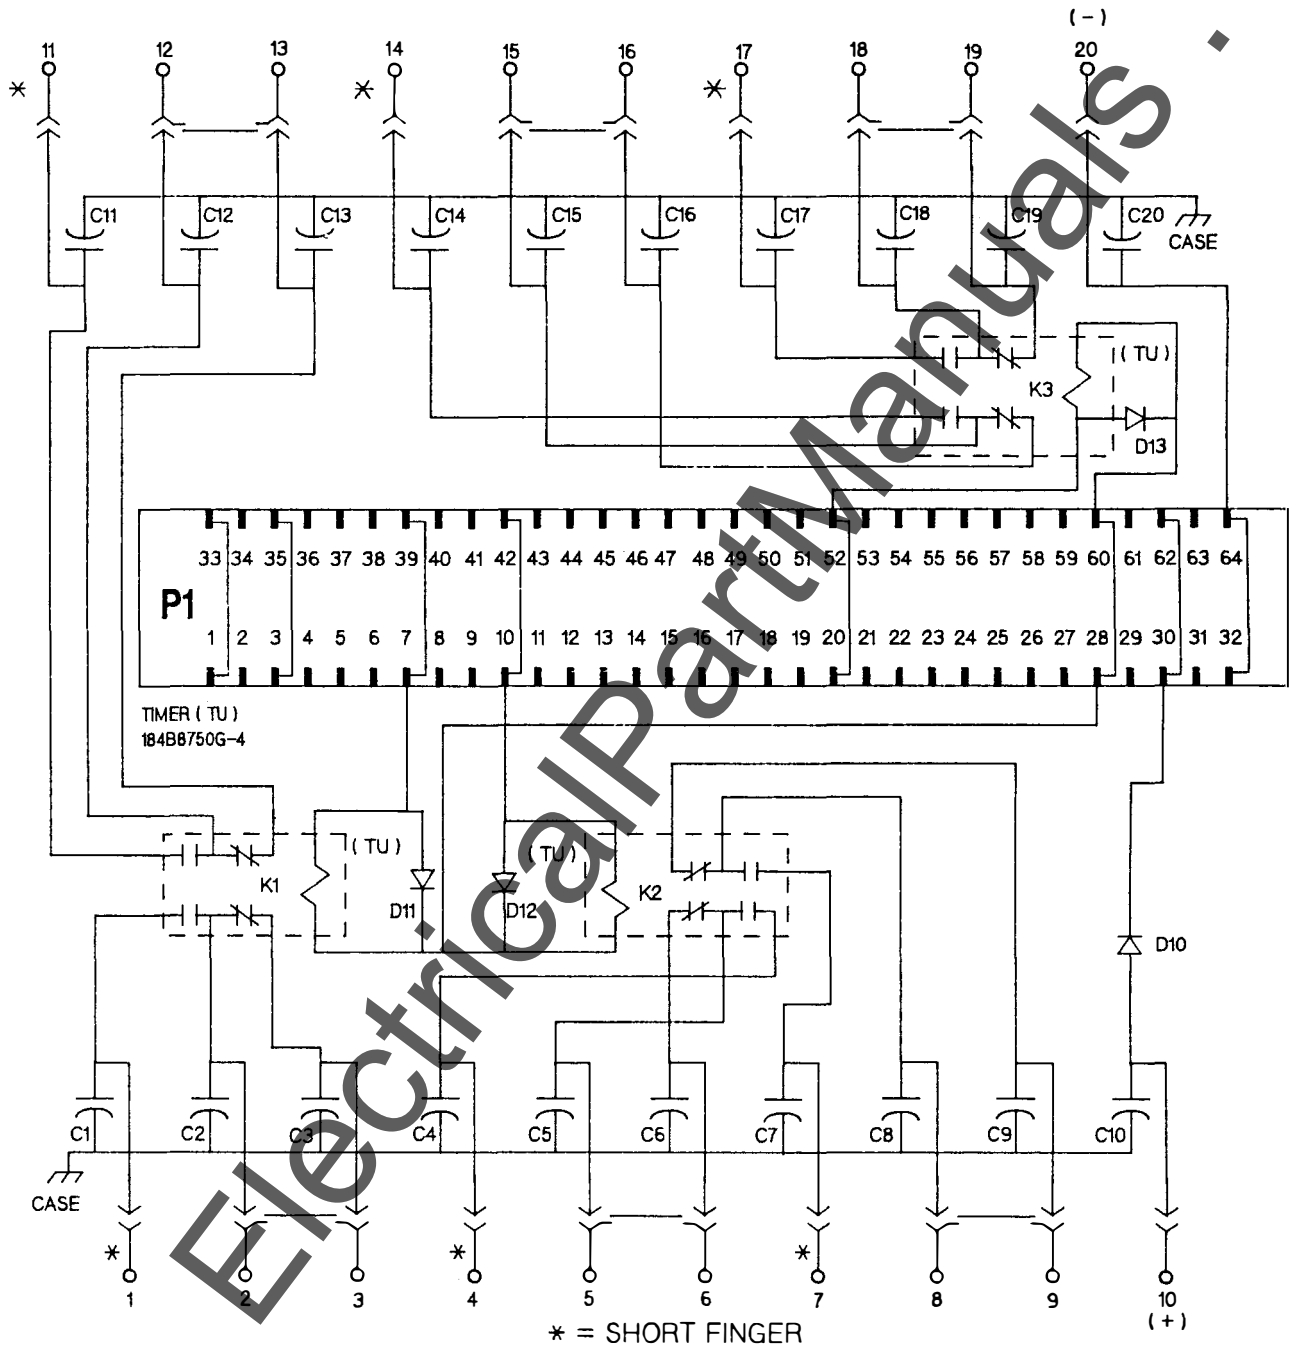 (-)
11 12 13 14 15 16 17 18 19 20
* * *
C11 C12 C13 C14 C15 C16 C17 C18 C19 C20
CASE
(TU)
K3
D13
33 34 35 36 37 38 39 40 41 42 43 44 45 46 47 48 49 50 51 52 53 54 55 56 57 58 59 60 61 62 63 64
P1
1 2 3 4 5 6 7 8 9 10 11 12 13 14 15 16 17 18 19 20 21 22 23 24 25 26 27 28 29 30 31 32
TIMER (TU)
184B8750G-4
(TU) (TU)
K1 K2
D11 D12
D10
C1 C2 C3 C4 C5 C6 C7 C8 C9 C10
CASE
* * *
1 2 3 4 5 6 7 8 9 10
(+)
* = SHORT FINGER
ElectricalPartManuals .